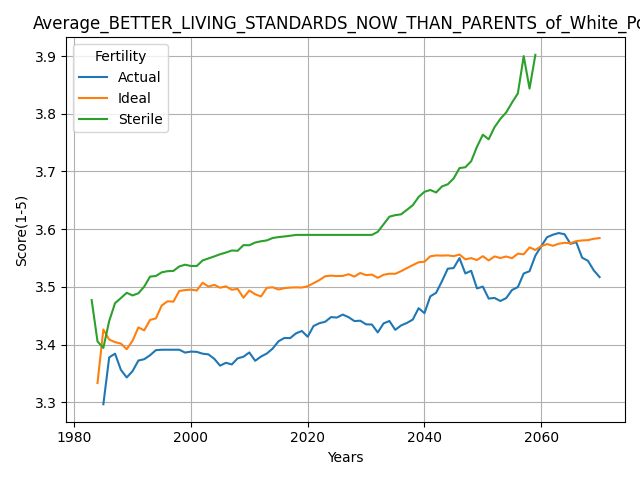 Average_BETTER_LIVING_STANDARDS_NOW_THAN_PARENTS_of_White_Po
3.9
3.8
3.7
3.6
3.5
3.4
3.3
Score(1-5)
Fertility
Actual
Ideal
Sterile
1980
2000
2020
2040
2060
Years